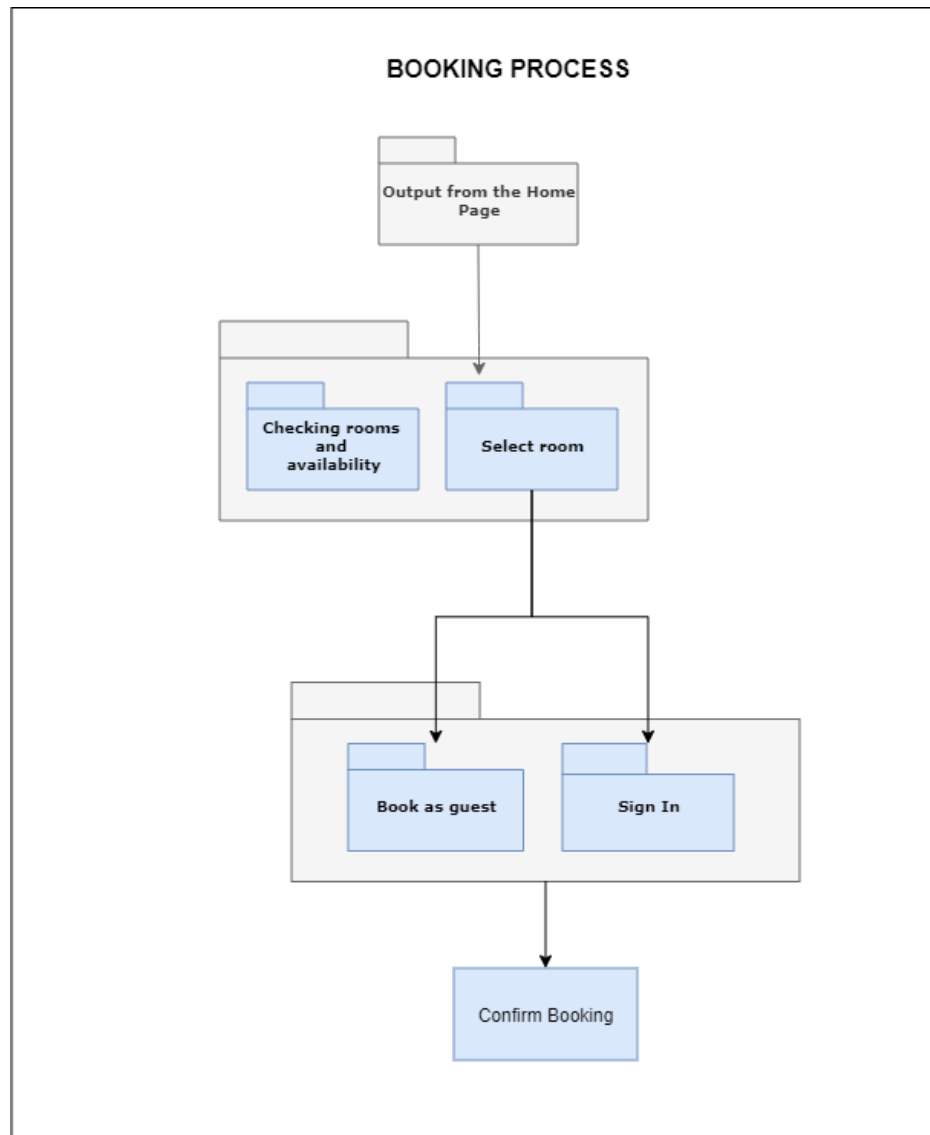 BOOKING PROCESS
Output from the Home
Page
Checking rooms
and
availability
Select room
Book as guest
Sign In
Confirm Booking